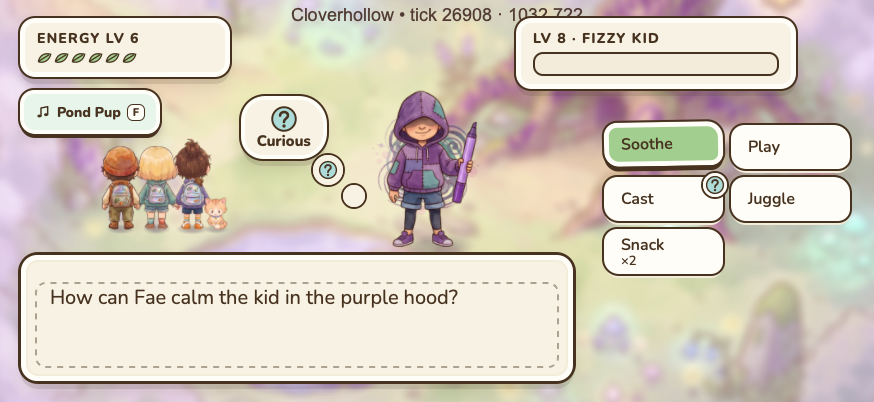 Cloverhollow • tick 26908 · 1032,722
ENERGY LV 6
LV 8 · FIZZY KID
♫ Pond Pup F
?
Curious
?
Soothe
Play
Cast
?
Juggle
Snack
×2
How can Fae calm the kid in the purple hood?